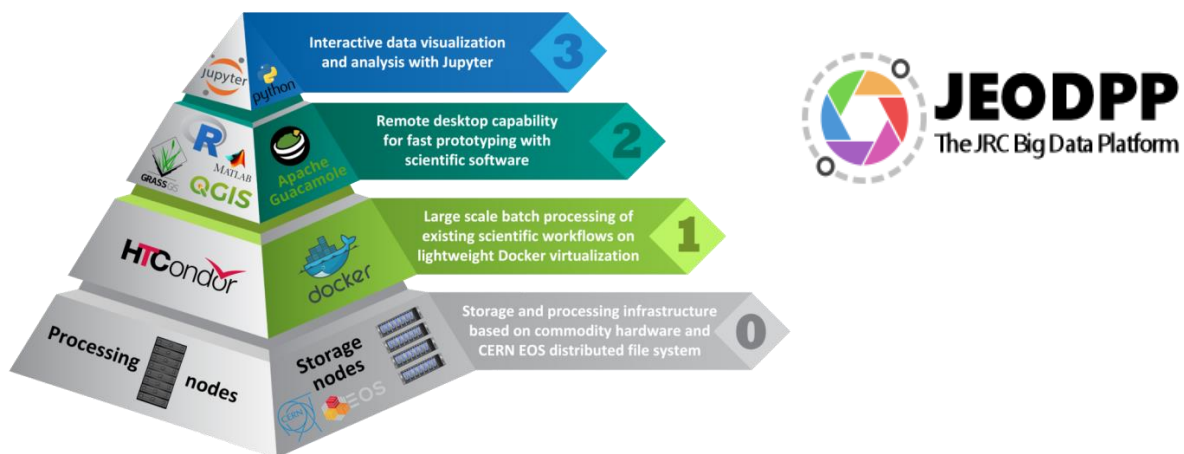 Interactive data visualization
and analysis with Jupyter
3
jupyter
python
Remote desktop capability
for fast prototyping with
scientific software
2
R
MATLAB
GRASS GIS
QGIS
Apache
Guacamole
Large scale batch processing of
existing scientific workflows on
lightweight Docker virtualization
1
HTCondor
docker
Storage and processing infrastructure
based on commodity hardware and
CERN EOS distributed file system
0
Processing
nodes
Storage
nodes
CERN
EOS
JEODPP
The JRC Big Data Platform